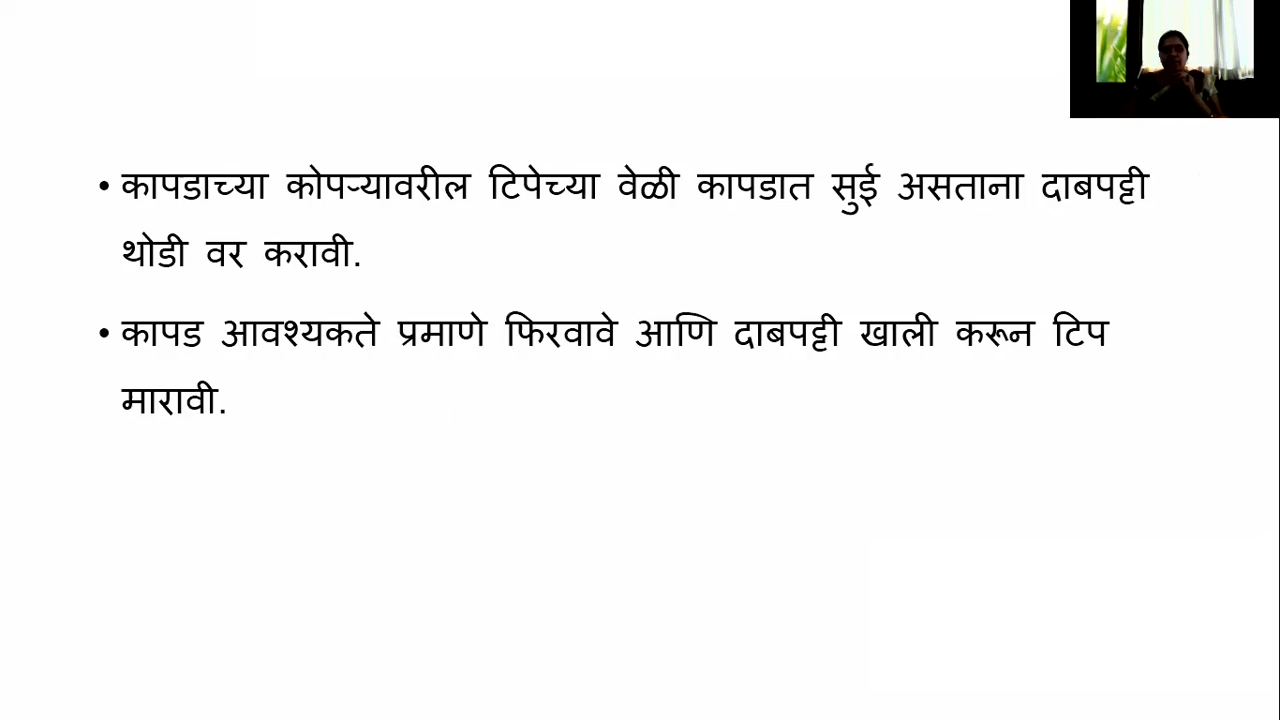 • कापडाच्या कोपऱ्यावरील टिपेच्या वेळी कापडात सुई असताना दाबपट्टी
थोडी वर करावी.
• कापड आवश्यकते प्रमाणे फिरवावे आणि दाबपट्टी खाली करून टिप
मारावी.